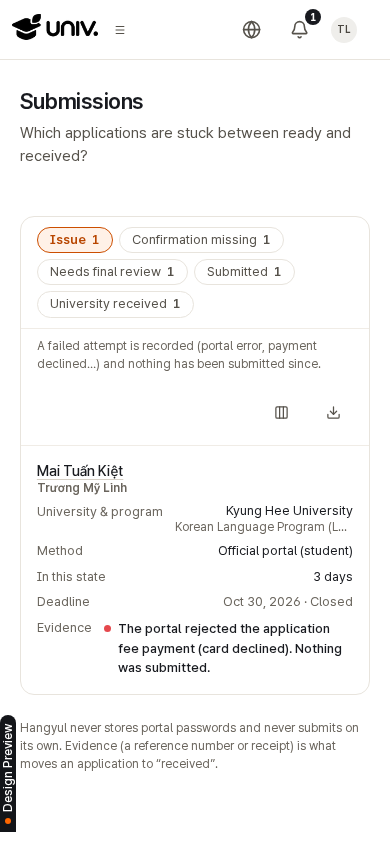 UNIV.
1
TL
Submissions
Which applications are stuck between ready and
received?
Issue 1
Confirmation missing 1
Needs final review 1
Submitted 1
University received 1
A failed attempt is recorded (portal error, payment
declined…) and nothing has been submitted since.
Mai Tuấn Kiệt
Trương Mỹ Linh
University & program
Kyung Hee University
Korean Language Program (L…
Method
Official portal (student)
In this state
3 days
Deadline
Oct 30, 2026 · Closed
Evidence
The portal rejected the application
fee payment (card declined). Nothing
was submitted.
Hangyul never stores portal passwords and never submits on
its own. Evidence (a reference number or receipt) is what
moves an application to “received”.
Design Preview